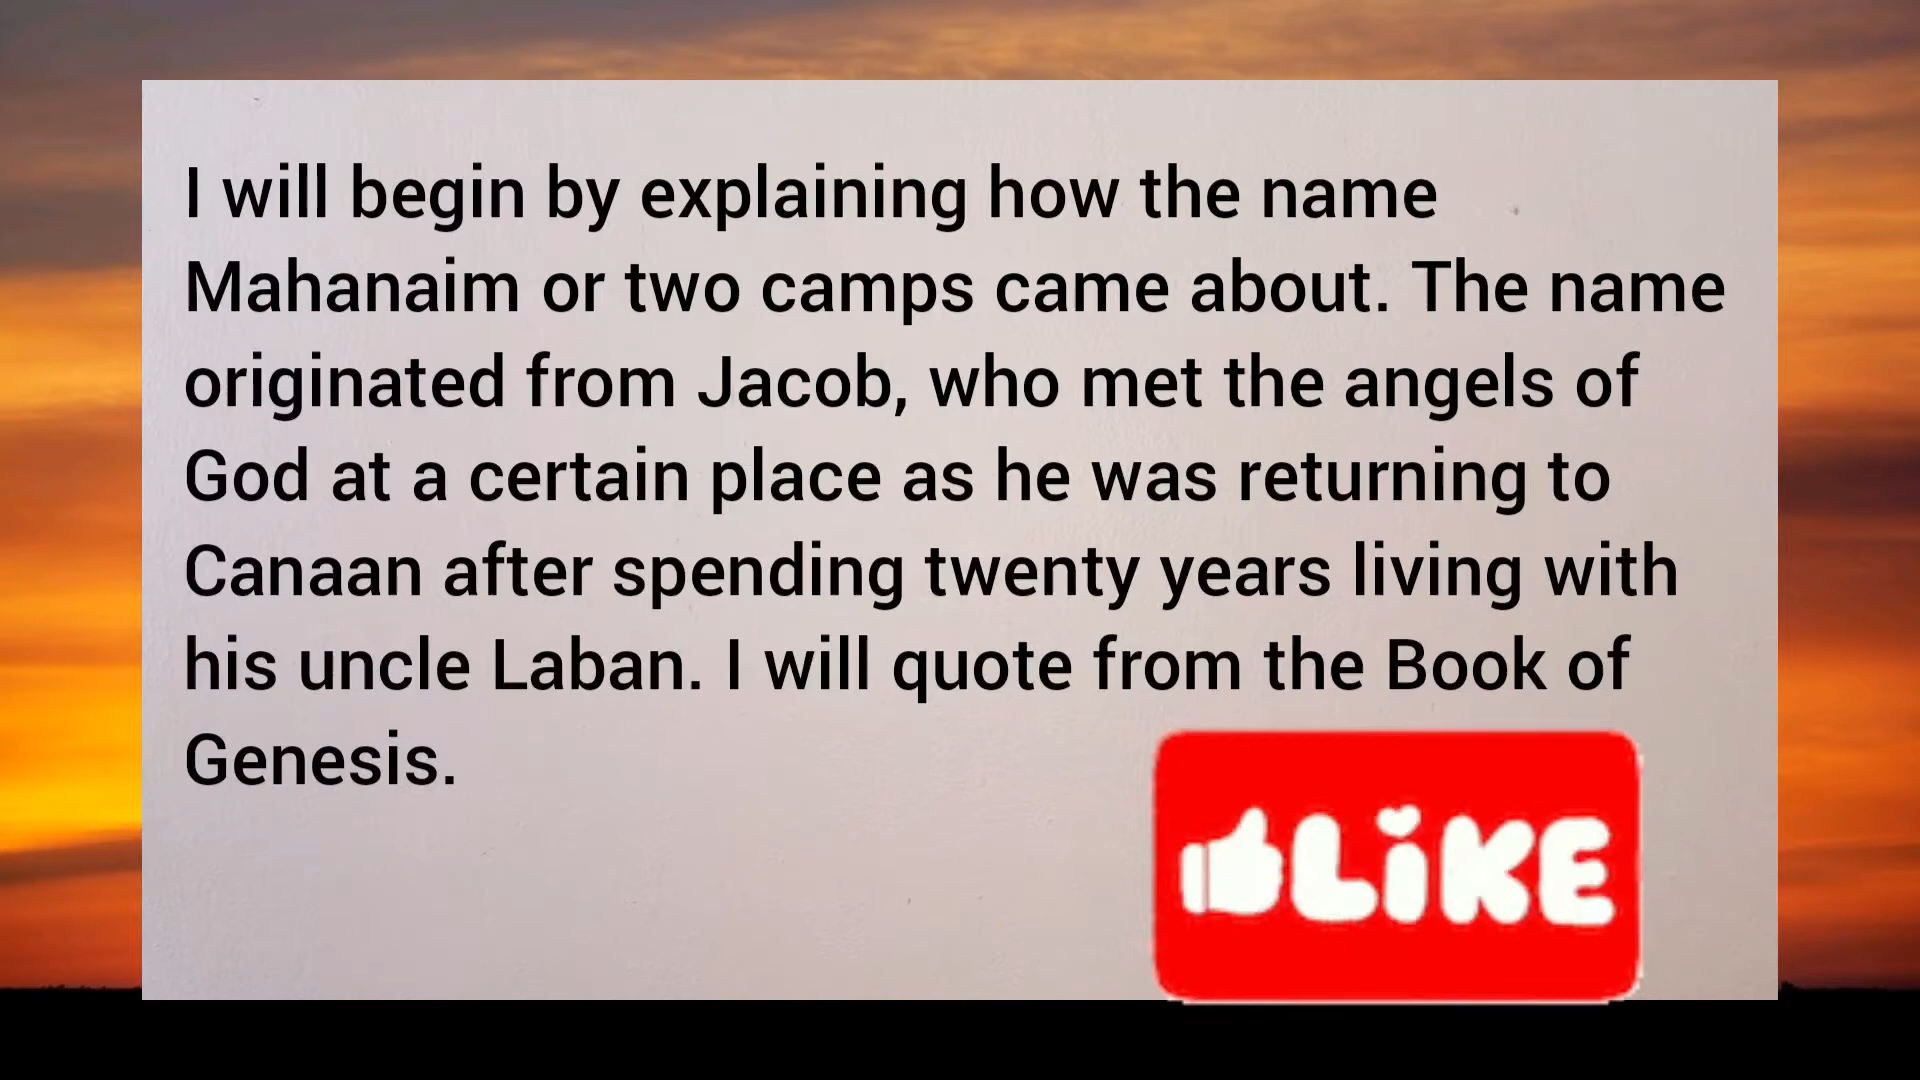 I will begin by explaining how the name
Mahanaim or two camps came about. The name
originated from Jacob, who met the angels of
God at a certain place as he was returning to
Canaan after spending twenty years living with
his uncle Laban. I will quote from the Book of
Genesis.
LiKE